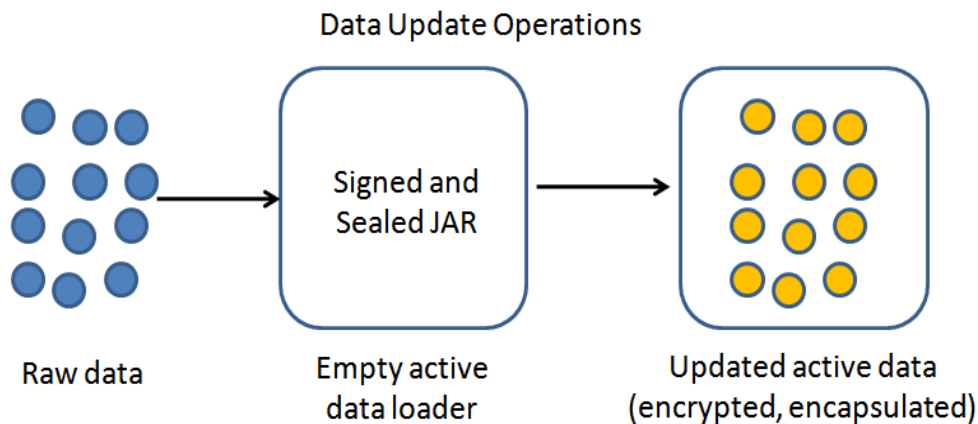 Data Update Operations
Signed and
Sealed JAR
Raw data
Empty active
data loader
Updated active data
(encrypted, encapsulated)